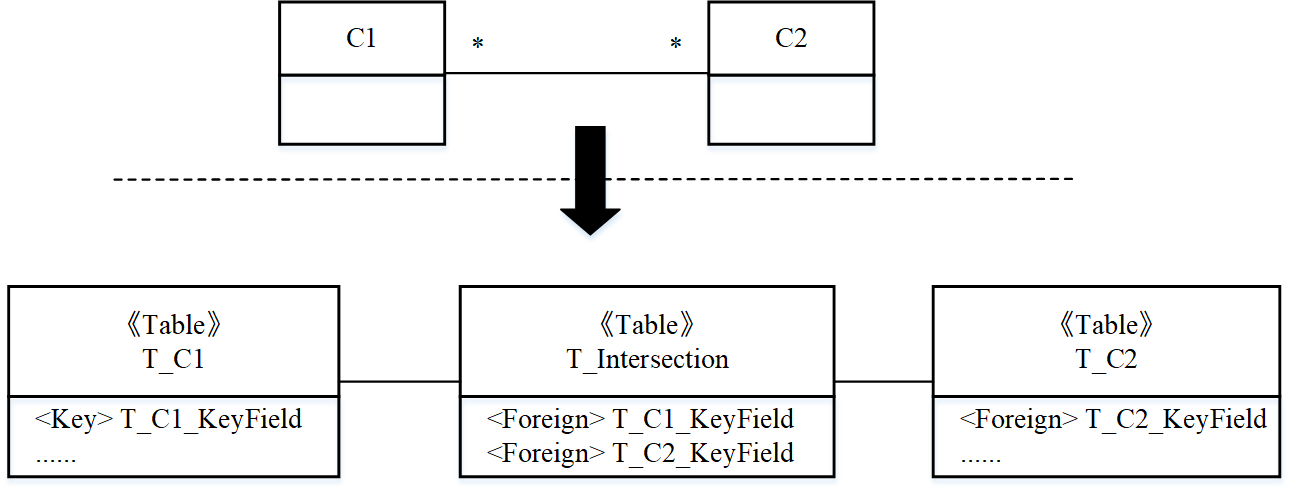 C1
*
*
C2
《Table》
T_C1
<Key> T_C1_KeyField
......
《Table》
T_Intersection
<Foreign> T_C1_KeyField
<Foreign> T_C2_KeyField
《Table》
T_C2
<Foreign> T_C2_KeyField
......